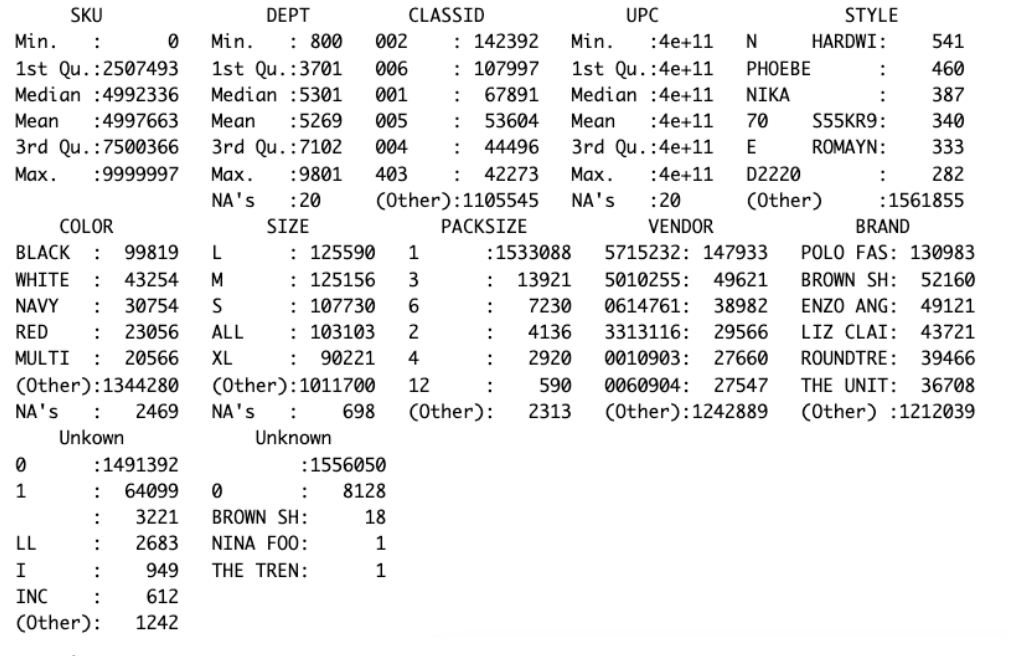 SKU DEPT CLASSID UPC STYLE
Min. : 0 Min. : 800 002 : 142392 Min. :4e+11 N HARDWI: 541
1st Qu.:2507493 1st Qu.:3701 006 : 107997 1st Qu.:4e+11 PHOEBE : 460
Median :4992336 Median :5301 001 : 67891 Median :4e+11 NIKA : 387
Mean :4997663 Mean :5269 005 : 53604 Mean :4e+11 70 S55KR9: 340
3rd Qu.:7500366 3rd Qu.:7102 004 : 44496 3rd Qu.:4e+11 E ROMAYN: 333
Max. :9999997 Max. :9801 403 : 42273 Max. :4e+11 D2220 : 282
NA's :20 (Other):1105545 NA's :20 (Other) :1561855
COLOR SIZE PACKSIZE VENDOR BRAND
BLACK : 99819 L : 125590 1 :1533088 5715232: 147933 POLO FAS: 130983
WHITE : 43254 M : 125156 3 : 13921 5010255: 49621 BROWN SH: 52160
NAVY : 30754 S : 107730 6 : 7230 0614761: 38982 ENZO ANG: 49121
RED : 23056 ALL : 103103 2 : 4136 3313116: 29566 LIZ CLAI: 43721
MULTI : 20566 XL : 90221 4 : 2920 0010903: 27660 ROUNDTRE: 39466
(Other):1344280 (Other):1011700 12 : 590 0060904: 27547 THE UNIT: 36708
NA's : 2469 NA's : 698 (Other): 2313 (Other):1242889 (Other) :1212039
Unkown Unknown
0 :1491392 :1556050
1 : 64099 0 : 8128
: 3221 BROWN SH: 18
LL : 2683 NINA FOO: 1
I : 949 THE TREN: 1
INC : 612
(Other): 1242